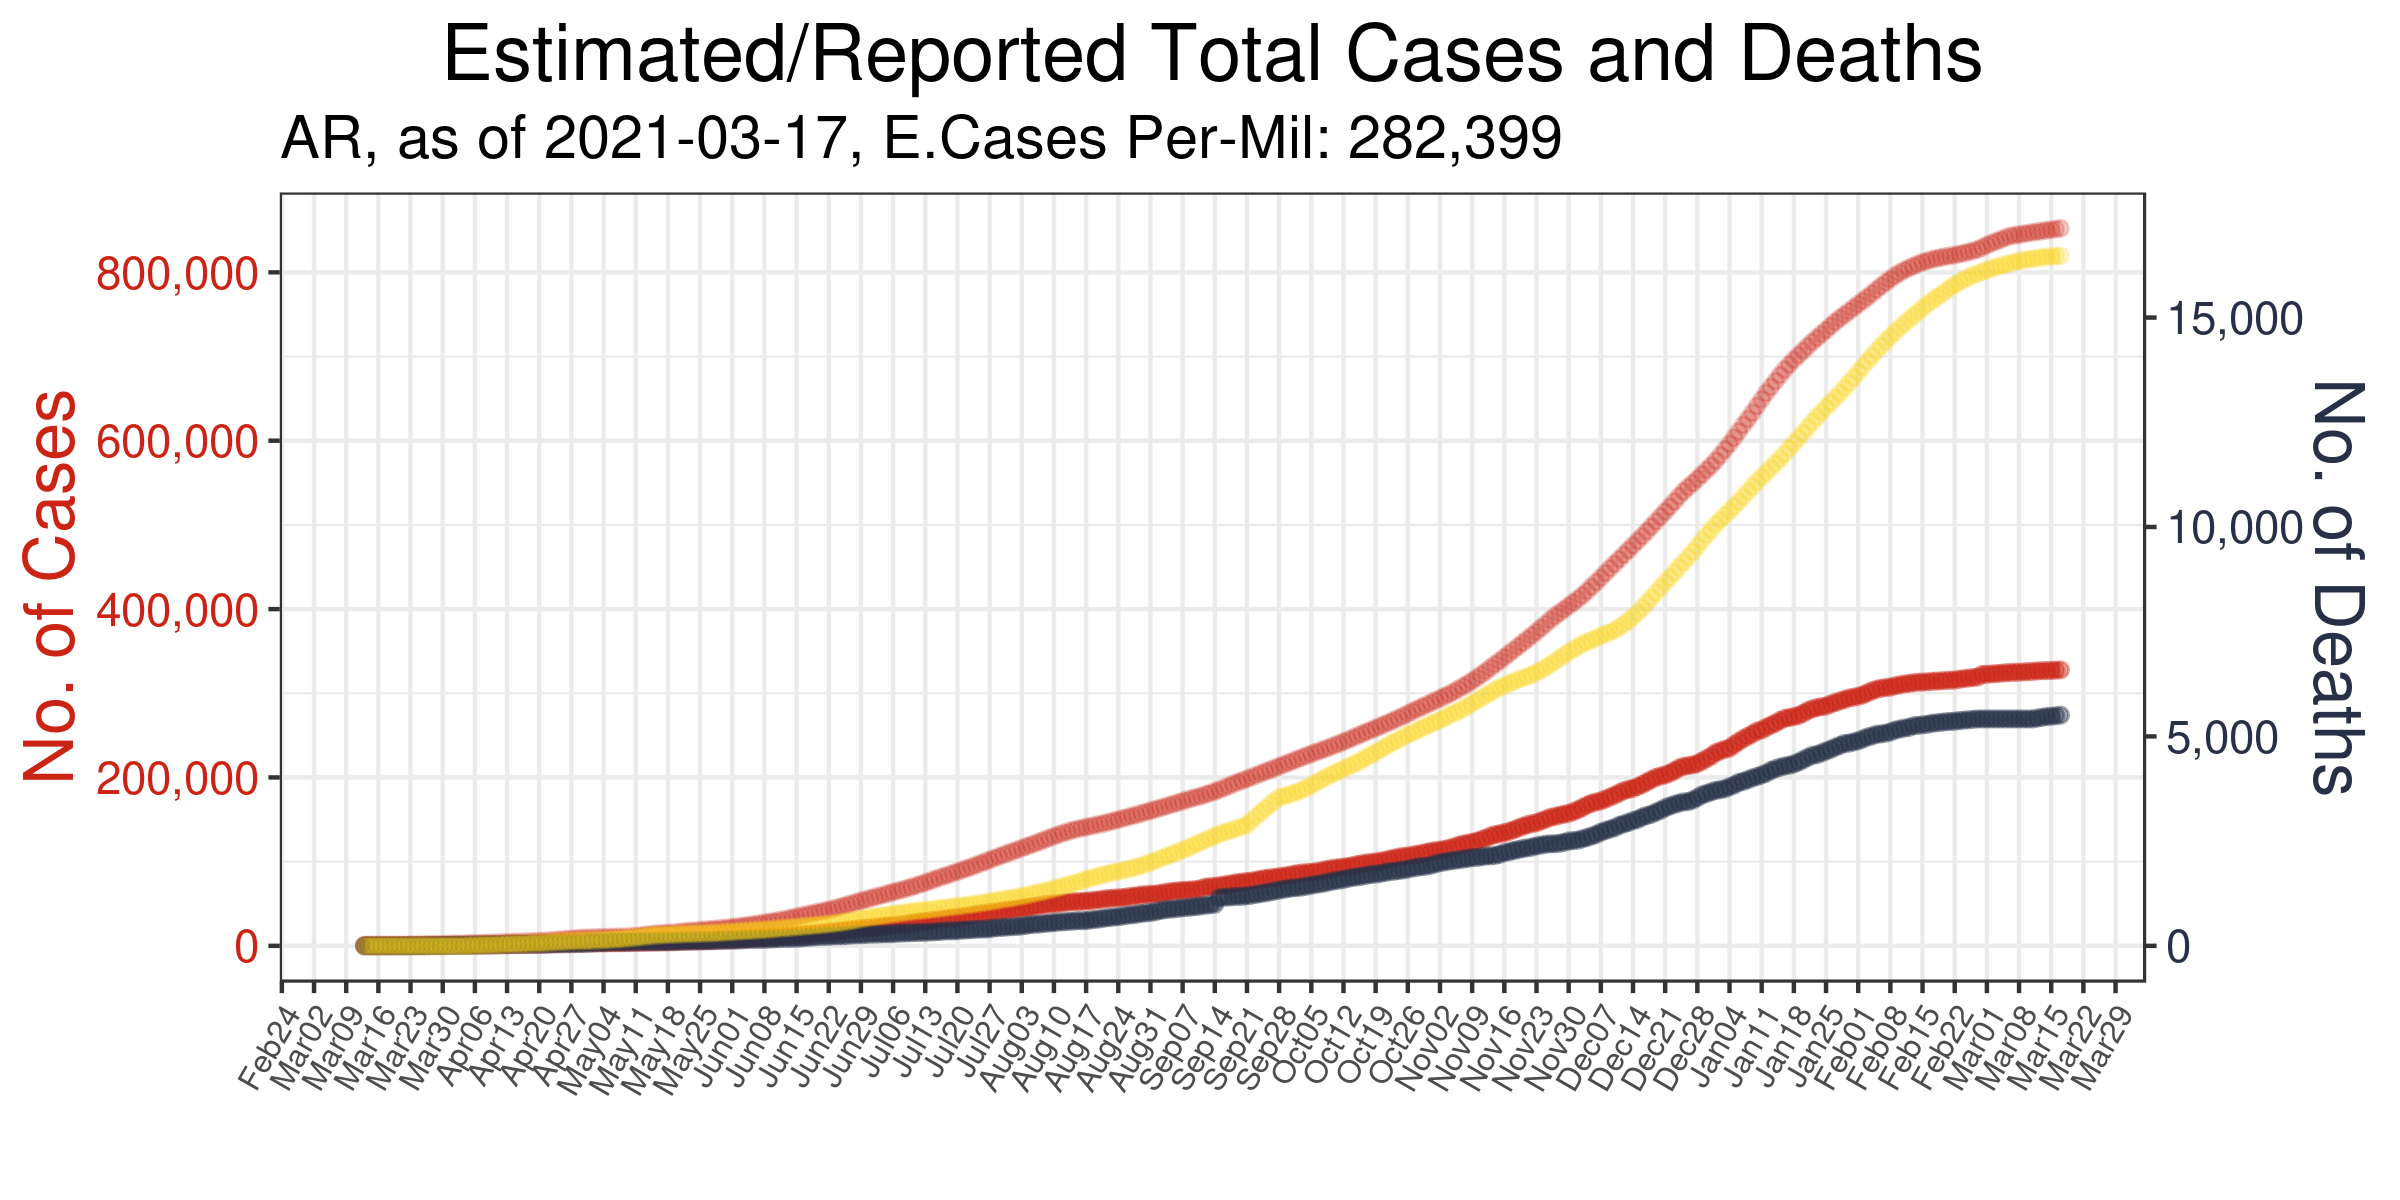 Estimated/Reported Total Cases and Deaths
AR, as of 2021-03-17, E.Cases Per-Mil: 282,399
No. of Cases
800,000
600,000
400,000
200,000
0
15,000
10,000
5,000
0
No. of Deaths
Feb24
Mar02
Mar09
Mar16
Mar23
Mar30
Apr06
Apr13
Apr20
Apr27
May04
May11
May18
May25
Jun01
Jun08
Jun15
Jun22
Jun29
Jul06
Jul13
Jul20
Jul27
Aug03
Aug10
Aug17
Aug24
Aug31
Sep07
Sep14
Sep21
Sep28
Oct05
Oct12
Oct19
Oct26
Nov02
Nov09
Nov16
Nov23
Nov30
Dec07
Dec14
Dec21
Dec28
Jan04
Jan11
Jan18
Jan25
Feb01
Feb08
Feb15
Feb22
Mar01
Mar08
Mar15
Mar22
Mar29